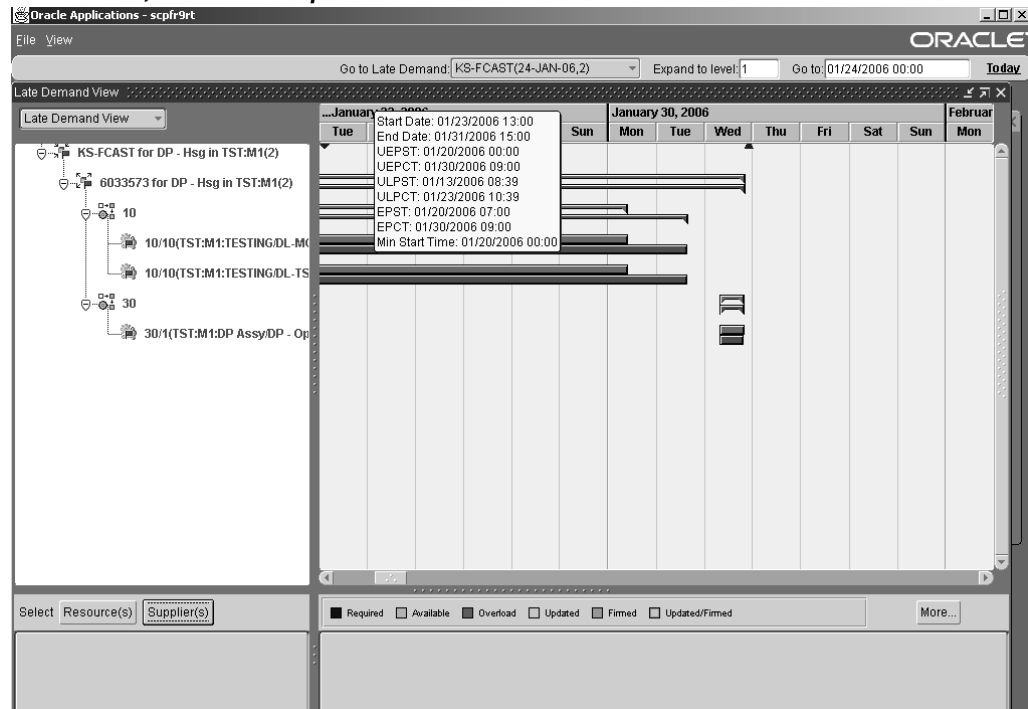 Oracle Applications - scpfr9rt
File View
ORACLE
Go to Late Demand: KS-FCAST(24-JAN-06,2) Expand to level: 1 Go to: 01/24/2006 00:00 Today
Late Demand View
Late Demand View
...January January 30, 2006 Februar
Tue Sun Mon Tue Wed Thu Fri Sat Sun Mon
Start Date: 01/23/2006 13:00
End Date: 01/31/2006 15:00
UEPST: 01/20/2006 00:00
UEPCT: 01/30/2006 09:00
ULPST: 01/13/2006 08:39
ULPCT: 01/23/2006 10:39
EPST: 01/20/2006 07:00
EPCT: 01/30/2006 09:00
Min Start Time: 01/20/2006 00:00
KS-FCAST for DP - Hsg in TST:M1(2)
6033573 for DP - Hsg in TST:M1(2)
10
10/10(TST:M1:TESTING/DL-MC
10/10(TST:M1:TESTING/DL-TS
30
30/1(TST:M1:DP Assy/DP - Op
Select Resource(s) Supplier(s)
Required Available Overload Updated Firmed Updated/Firmed More...